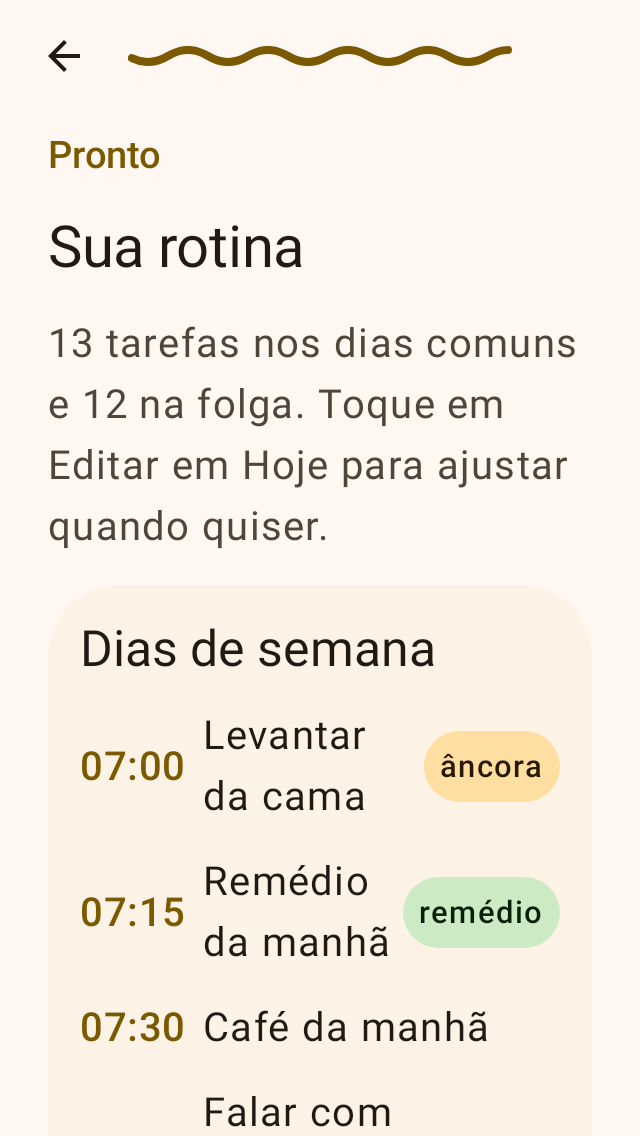 Pronto
Sua rotina
13 tarefas nos dias comuns
e 12 na folga. Toque em
Editar em Hoje para ajustar
quando quiser.
Dias de semana
07:00 Levantar da cama âncora
07:15 Remédio da manhã remédio
07:30 Café da manhã
Falar com